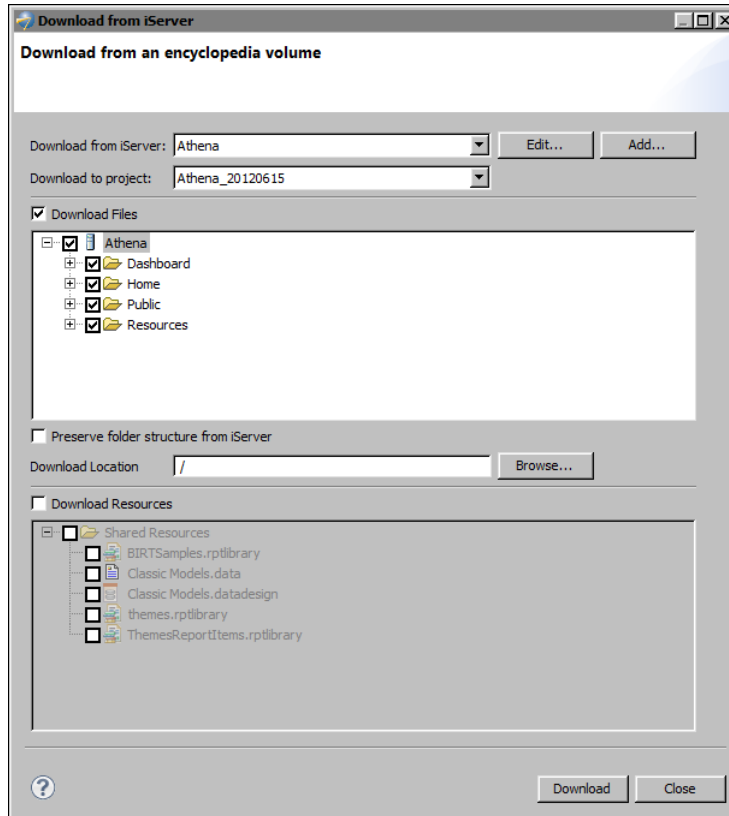 Download from iServer
Download from an encyclopedia volume
Download from iServer: Athena Edit... Add...
Download to project: Athena_20120615
Download Files
Athena
Dashboard
Home
Public
Resources
Preserve folder structure from iServer
Download Location / Browse...
Download Resources
Shared Resources
BIRTSamples.rptlibrary
Classic Models.data
Classic Models.datadesign
themes.rptlibrary
ThemesReportItems.rptlibrary
? Download Close